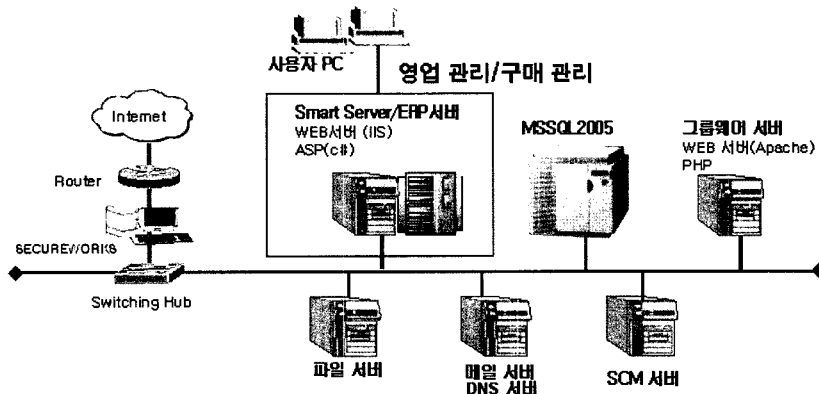 사용자 PC
영업 관리/구매 관리
Internet
Router
SECUREWORKS
Switching Hub
Smart Server/ERP서버
WEB서버 (IIS)
ASP(c#)
MSSQL2005
그룹웨어 서버
WEB 서버(Apache)
PHP
파일 서버
메일 서버
DNS 서버
SCM 서버